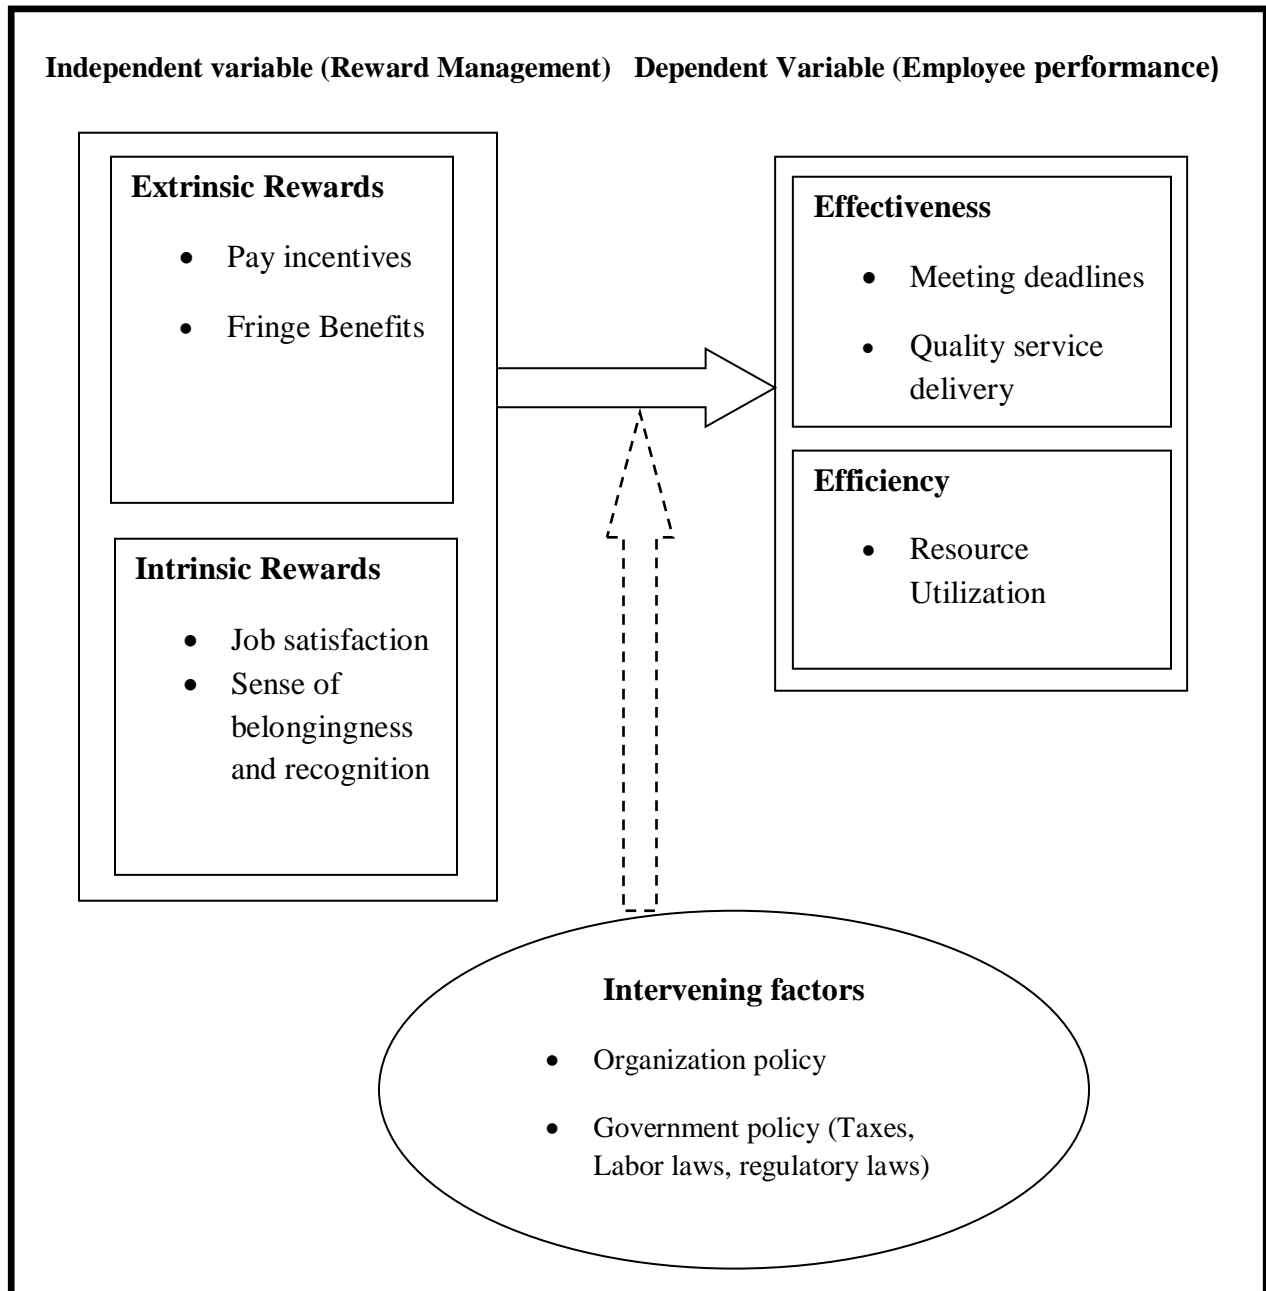 Independent variable (Reward Management) Dependent Variable (Employee performance)
Extrinsic Rewards
• Pay incentives
• Fringe Benefits
Intrinsic Rewards
• Job satisfaction
• Sense of
belongingness
and recognition
Effectiveness
• Meeting deadlines
• Quality service
delivery
Efficiency
• Resource
Utilization
Intervening factors
• Organization policy
• Government policy (Taxes,
Labor laws, regulatory laws)